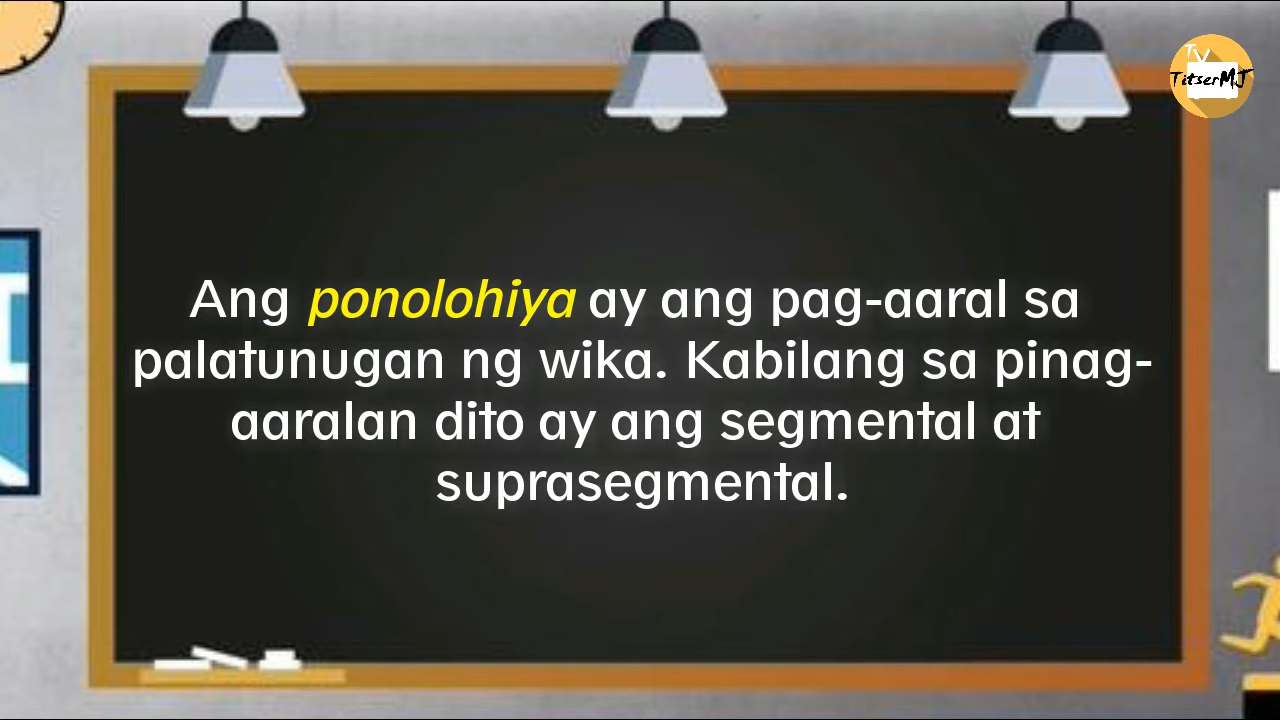 TV
TitserMJ
Ang ponolohiya ay ang pag-aaral sa
palatunugan ng wika. Kabilang sa pinag-
aaralan dito ay ang segmental at
suprasegmental.